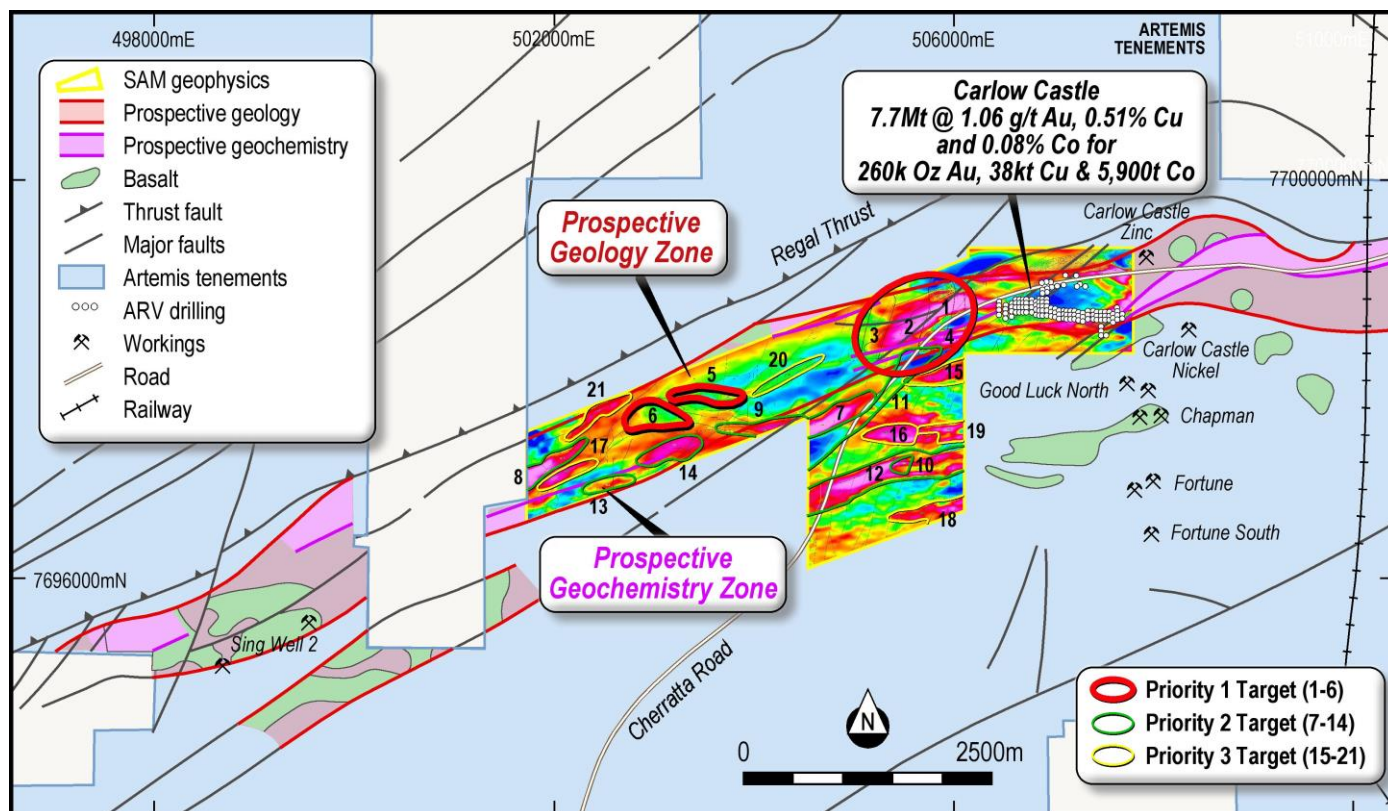 498000mE
502000mE
506000mE
ARTEMIS
TENEMENTS
SAM geophysics
Prospective geology
Prospective geochemistry
Basalt
Thrust fault
Major faults
Artemis tenements
ARV drilling
Workings
Road
Railway
Carlow Castle
7.7Mt @ 1.06 g/t Au, 0.51% Cu
and 0.08% Co for
260k Oz Au, 38kt Cu & 5,900t Co
7700000mN
Prospective
Geology Zone
Regal Thrust
Carlow Castle
Zinc
1
2
3
4
20
15
5
21
9
11
6
7
Carlow Castle
Nickel
Good Luck North
Chapman
17
16
19
14
8
12
10
13
18
Fortune
Fortune South
Prospective
Geochemistry Zone
7696000mN
Sing Well 2
Cherratta Road
N
0
2500m
Priority 1 Target (1-6)
Priority 2 Target (7-14)
Priority 3 Target (15-21)